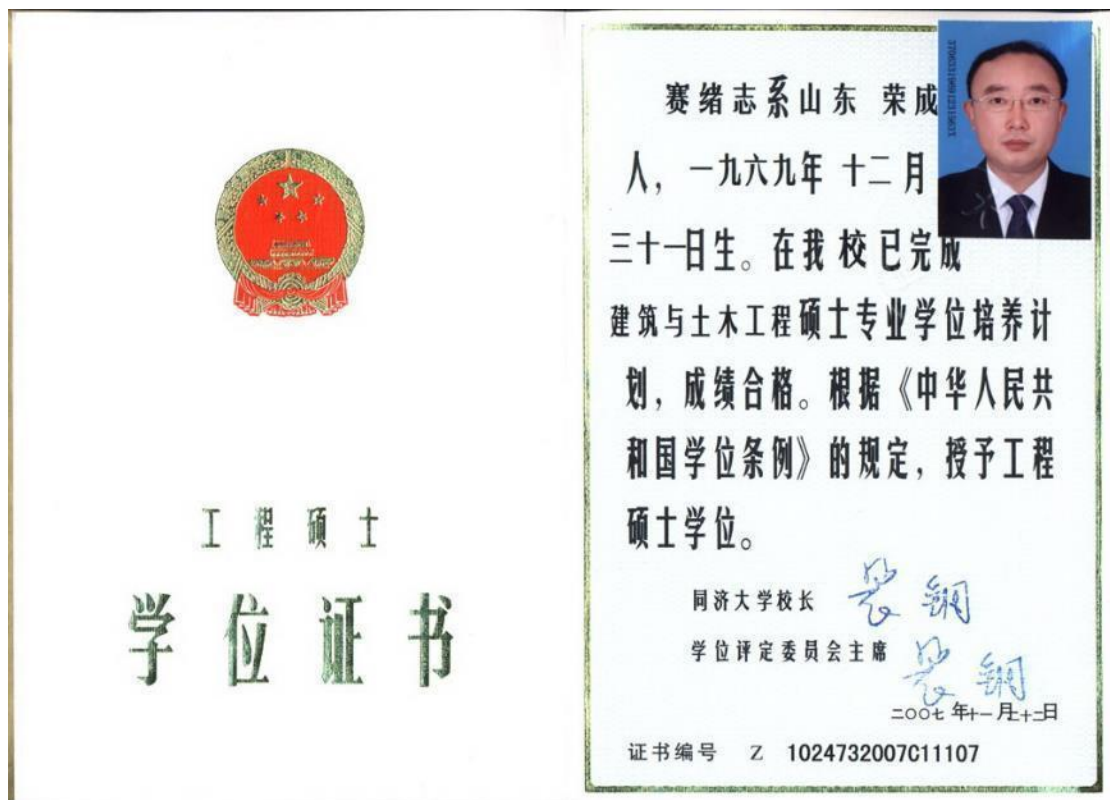 工程硕士
学位证书
赛绪志系山东 荣成
人，一九六九年 十二月
三十一日生。在我校已完成
建筑与土木工程硕士专业学位培养计
划，成绩合格。根据《中华人民共
和国学位条例》的规定，授予工程
硕士学位。
同济大学校长
学位评定委员会主席
二〇〇七 年十一 月二十二日
证书编号 Z 1024732007C11107